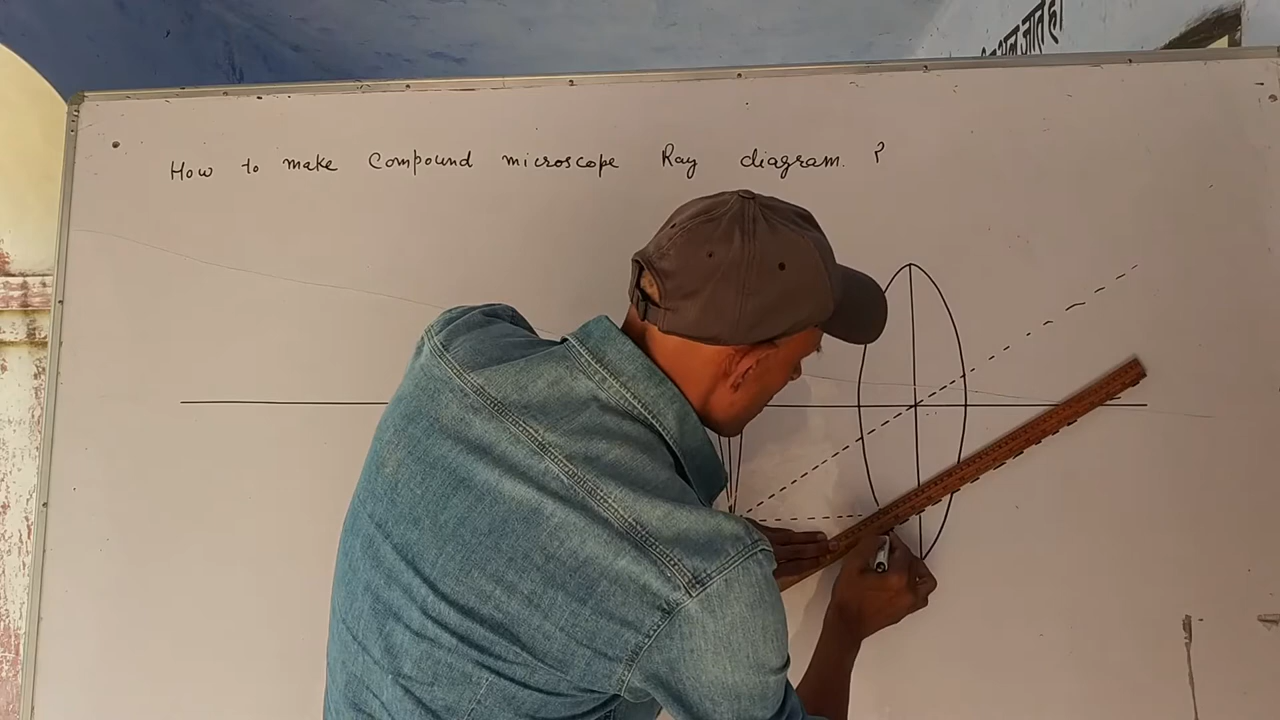 जाते है।
How to make Compound microscope Ray diagram. ?